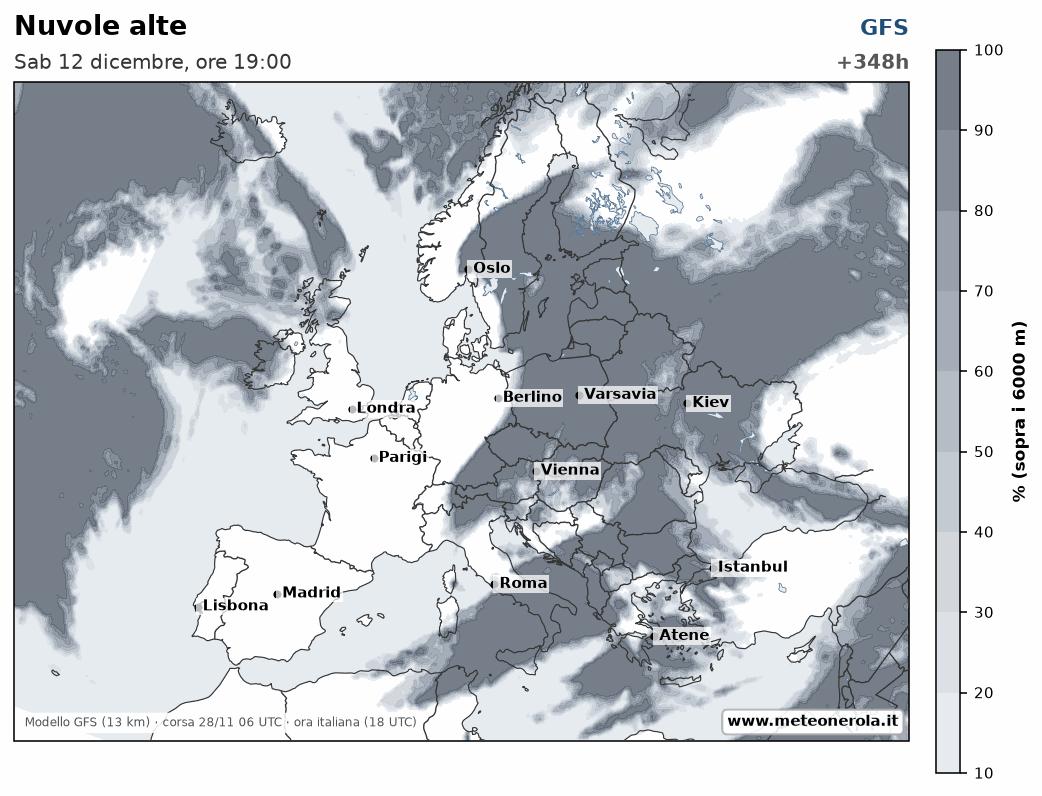 Nuvole alte
GFS
Sab 12 dicembre, ore 19:00
+348h
Oslo
Berlino
Varsavia
Kiev
Londra
Parigi
Vienna
Istanbul
Roma
Madrid
Lisbona
Atene
Modello GFS (13 km) · corsa 28/11 06 UTC · ora italiana (18 UTC)
www.meteonerola.it
100
90
80
70
60
50
40
30
20
10
% (sopra i 6000 m)